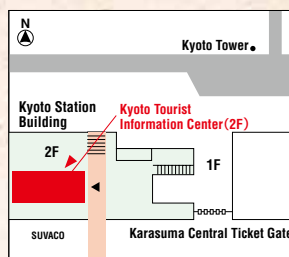 N
Kyoto Tower
Kyoto Station
Building
Kyoto Tourist
Information Center(2F)
2F
1F
SUVACO
Karasuma Central Ticket Gate